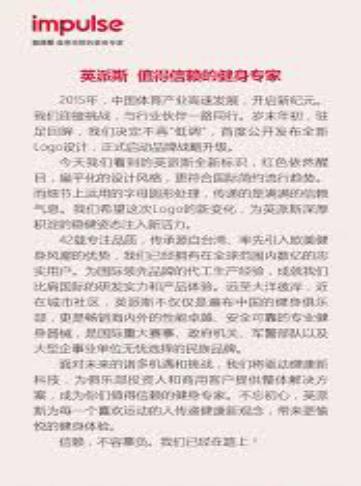 impulse
英派斯 值得信赖的健身专家
英派斯 值得信赖的健身专家
2015年，中国体育产业高速发展，开启新纪元。
我们迎接挑战，与行业伙伴一路同行。岁末年初，驻
足回眸，我们决定不再“低调”，首度公开发布全新
Logo设计，正式启动品牌战略升级。
今天我们看到的英派斯全新标识，红色依然醒
目，扁平化的设计风格，更符合国际简约流行趋势。
而细节上运用的字母圆形处理，传递的是满满的信赖
气息。我们希望这次Logo的新变化，为英派斯深厚
积淀的稳健姿态注入新活力。
42载专注品质，传承源自台湾、率先引入欧美健
身风靡的优势，我们已经拥有在全球范围内数亿的忠
实用户。为国际领先品牌的代工生产经验，成就我们
比肩国际的研发实力和产品体验。远至大洋彼岸，近
在城市社区，英派斯不仅仅是遍布中国的健身俱乐
部，更是畅销海内外的性能卓越、安全可靠的专业健
身器械，是国际重大赛事、政府机关、军警部队以及
大型企事业单位无忧选择的民族品牌。
面对未来的诸多机遇和挑战，我们将驱动健康新
科技，为俱乐部投资人和商用客户提供整体解决方
案，成为你们值得信赖的健身专家。不忘初心，英派
斯为每一个喜欢运动的人传递健康新观念，带来更愉
悦的健身体验。
信赖，不容辜负。我们已经在路上！